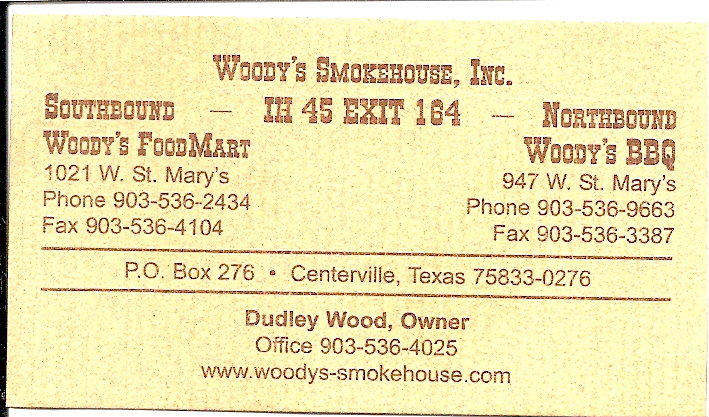 Woody's Smokehouse, Inc.
Southbound — IH 45 EXIT 164 — Northbound
Woody's FoodMart
1021 W. St. Mary's
Phone 903-536-2434
Fax 903-536-4104
Woody's BBQ
947 W. St. Mary's
Phone 903-536-9663
Fax 903-536-3387
P.O. Box 276 • Centerville, Texas 75833-0276
Dudley Wood, Owner
Office 903-536-4025
www.woodys-smokehouse.com